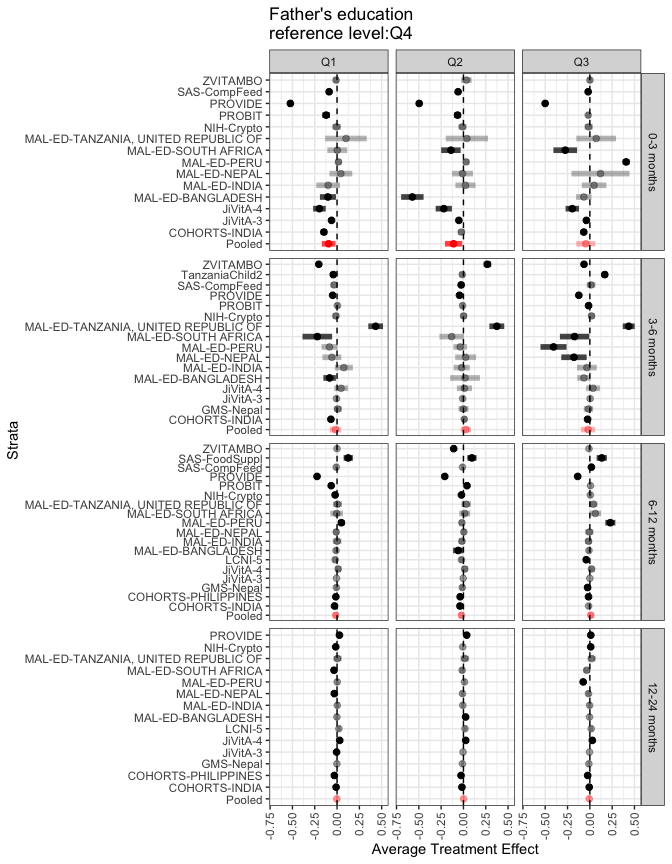 Father's education
reference level:Q4
Q1 Q2 Q3
ZVITAMBO
SAS-CompFeed
PROVIDE
PROBIT
NIH-Crypto
MAL-ED-TANZANIA, UNITED REPUBLIC OF
MAL-ED-SOUTH AFRICA
MAL-ED-PERU
MAL-ED-NEPAL
MAL-ED-INDIA
MAL-ED-BANGLADESH
JiVitA-4
JiVitA-3
COHORTS-INDIA
Pooled
0-3 months
ZVITAMBO
TanzaniaChild2
SAS-CompFeed
PROVIDE
PROBIT
NIH-Crypto
MAL-ED-TANZANIA, UNITED REPUBLIC OF
MAL-ED-SOUTH AFRICA
MAL-ED-PERU
MAL-ED-NEPAL
MAL-ED-INDIA
MAL-ED-BANGLADESH
JiVitA-4
JiVitA-3
GMS-Nepal
COHORTS-INDIA
Pooled
3-6 months
Strata
ZVITAMBO
SAS-FoodSuppl
SAS-CompFeed
PROVIDE
PROBIT
NIH-Crypto
MAL-ED-TANZANIA, UNITED REPUBLIC OF
MAL-ED-SOUTH AFRICA
MAL-ED-PERU
MAL-ED-NEPAL
MAL-ED-INDIA
MAL-ED-BANGLADESH
LCNI-5
JiVitA-4
JiVitA-3
GMS-Nepal
COHORTS-PHILIPPINES
COHORTS-INDIA
Pooled
6-12 months
PROVIDE
NIH-Crypto
MAL-ED-TANZANIA, UNITED REPUBLIC OF
MAL-ED-SOUTH AFRICA
MAL-ED-PERU
MAL-ED-NEPAL
MAL-ED-INDIA
MAL-ED-BANGLADESH
LCNI-5
JiVitA-4
JiVitA-3
GMS-Nepal
COHORTS-PHILIPPINES
COHORTS-INDIA
Pooled
12-24 months
-0.75 -0.50 -0.25 0.00 0.25 0.50 -0.75 -0.50 -0.25 0.00 0.25 0.50 -0.75 -0.50 -0.25 0.00 0.25 0.50
Average Treatment Effect